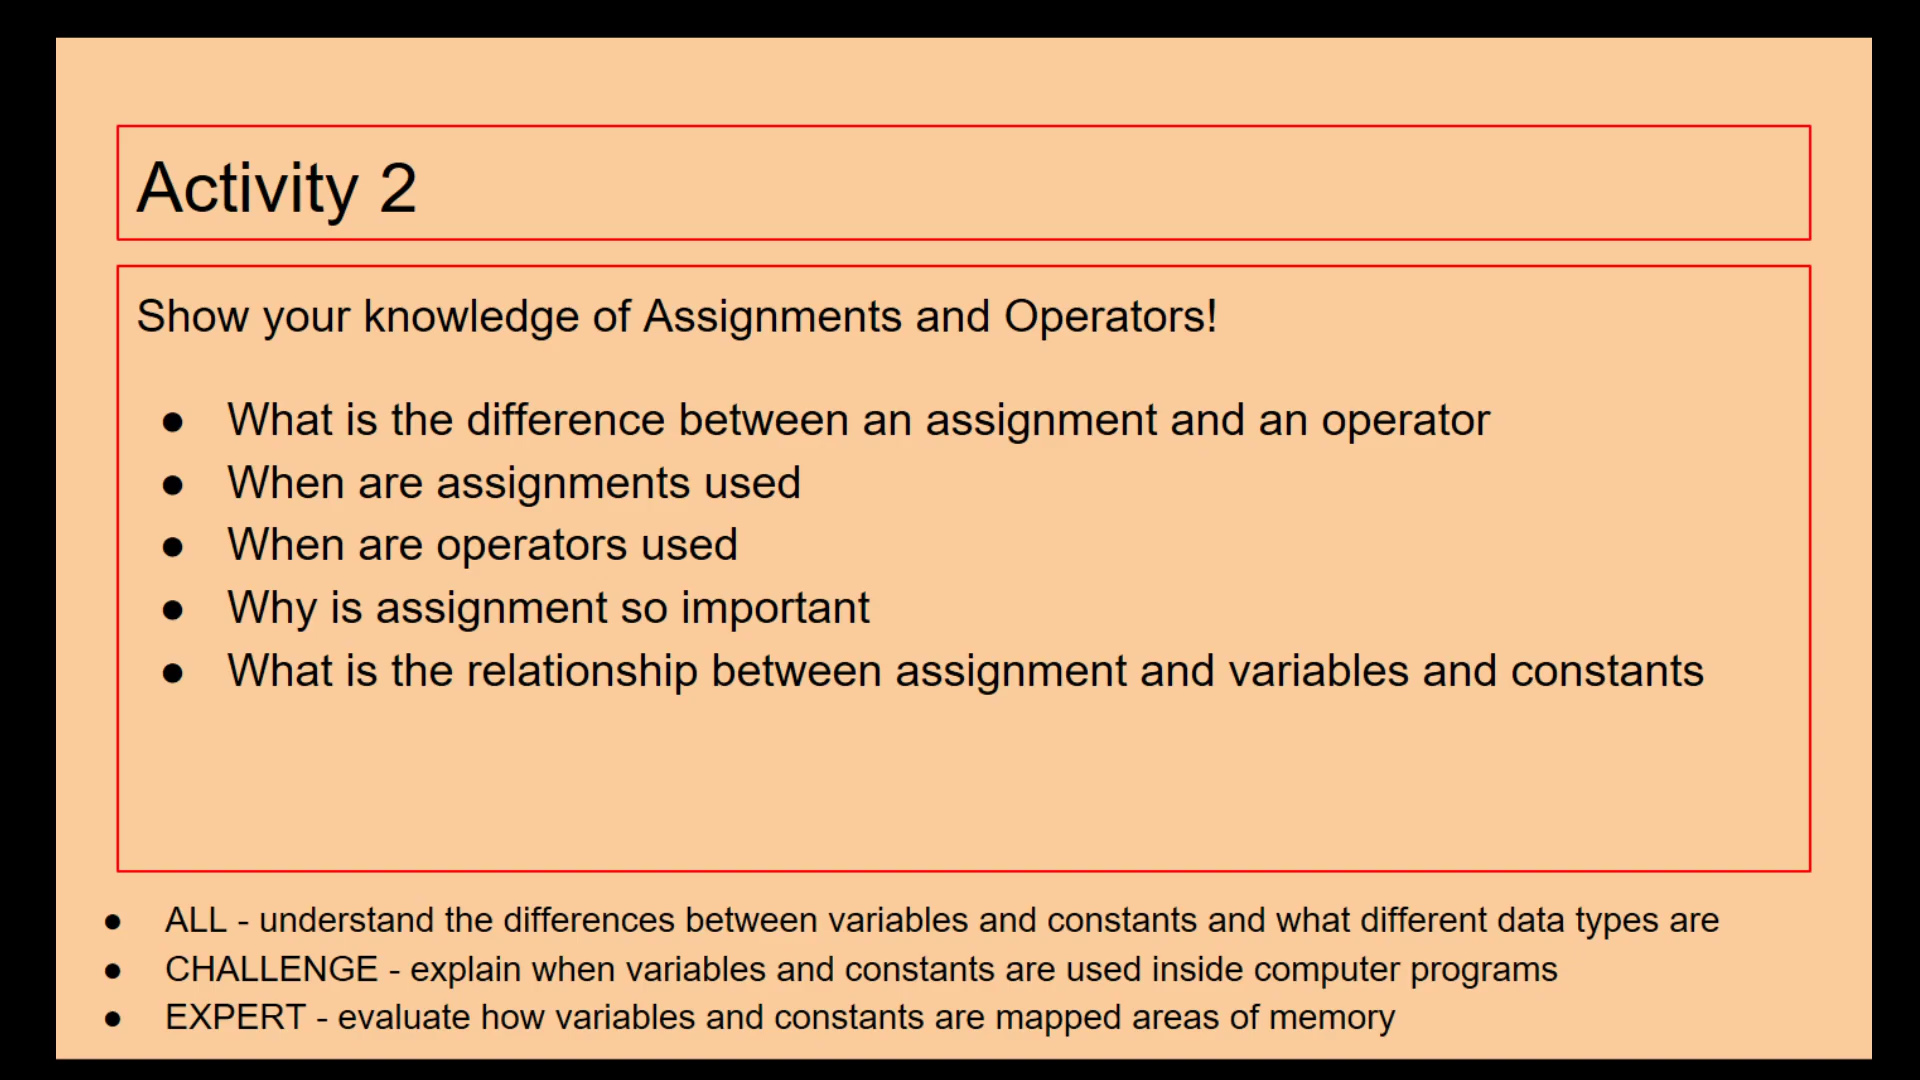 Activity 2
Show your knowledge of Assignments and Operators!
● What is the difference between an assignment and an operator
● When are assignments used
● When are operators used
● Why is assignment so important
● What is the relationship between assignment and variables and constants
● ALL - understand the differences between variables and constants and what different data types are
● CHALLENGE - explain when variables and constants are used inside computer programs
● EXPERT - evaluate how variables and constants are mapped areas of memory